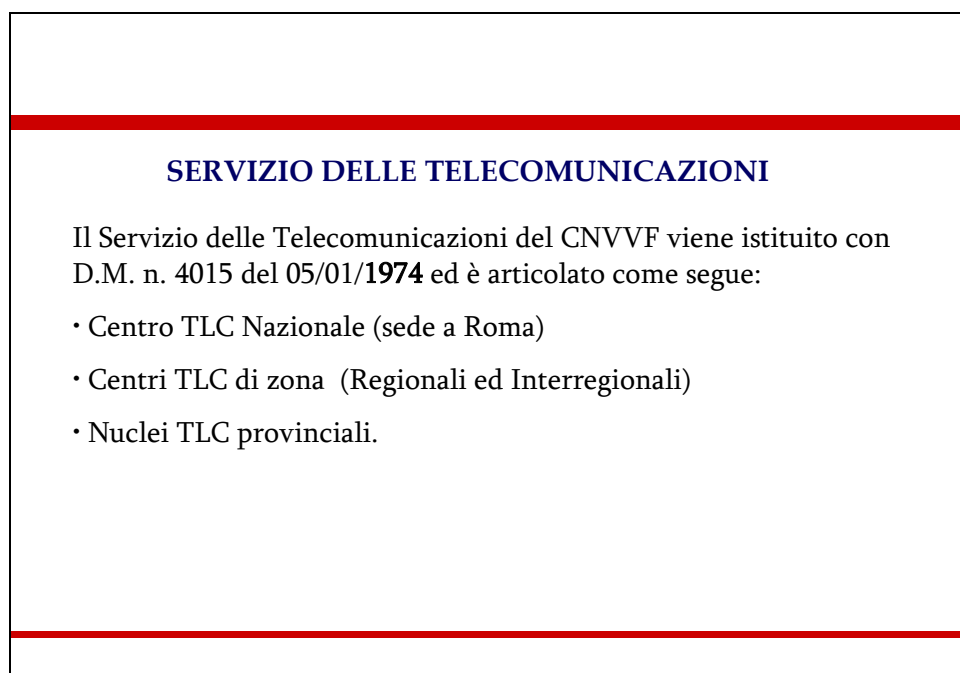 SERVIZIO DELLE TELECOMUNICAZIONI
Il Servizio delle Telecomunicazioni del CNVVF viene istituito con
D.M. n. 4015 del 05/01/1974 ed è articolato come segue:
· Centro TLC Nazionale (sede a Roma)
· Centri TLC di zona  (Regionali ed Interregionali)
· Nuclei TLC provinciali.